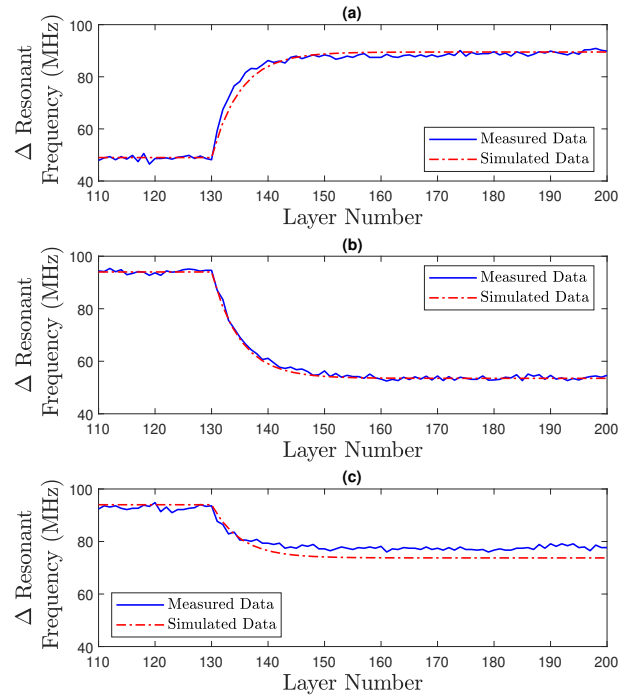 (a)
Δ Resonant
Frequency (MHz)
100
80
60
40
Measured Data
Simulated Data
110 120 130 140 150 160 170 180 190 200
Layer Number
(b)
Δ Resonant
Frequency (MHz)
100
80
60
40
Measured Data
Simulated Data
110 120 130 140 150 160 170 180 190 200
Layer Number
(c)
Δ Resonant
Frequency (MHz)
100
80
60
40
Measured Data
Simulated Data
110 120 130 140 150 160 170 180 190 200
Layer Number